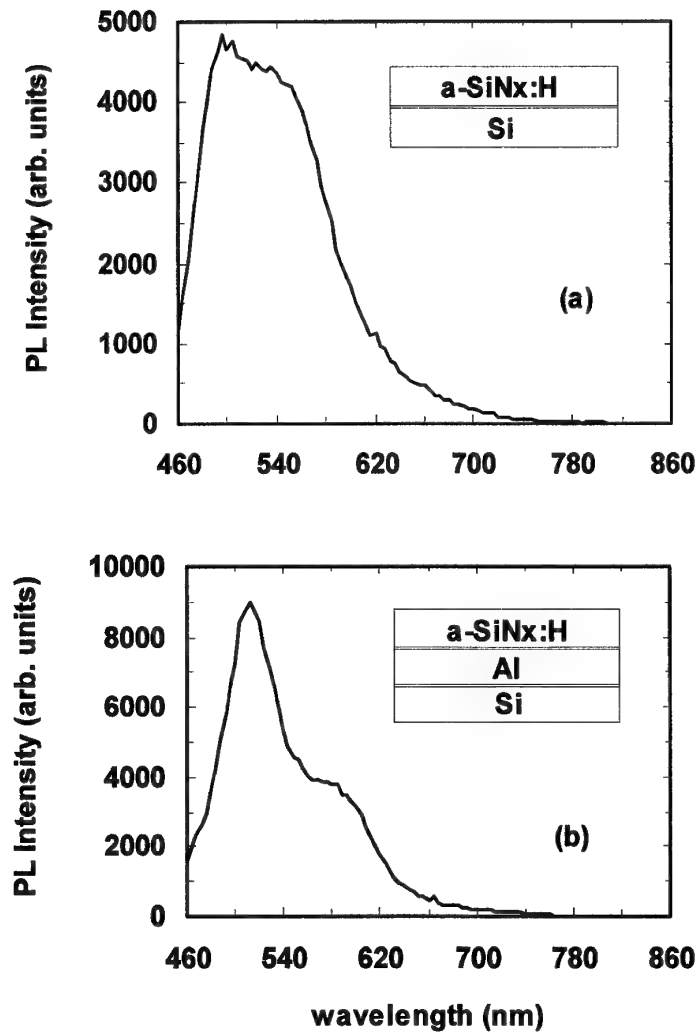 PL Intensity (arb. units)
5000
4000
3000
2000
1000
0
a-SiNx:H
Si
(a)
460 540 620 700 780 860
PL Intensity (arb. units)
10000
8000
6000
4000
2000
0
a-SiNx:H
Al
Si
(b)
460 540 620 700 780 860
wavelength (nm)